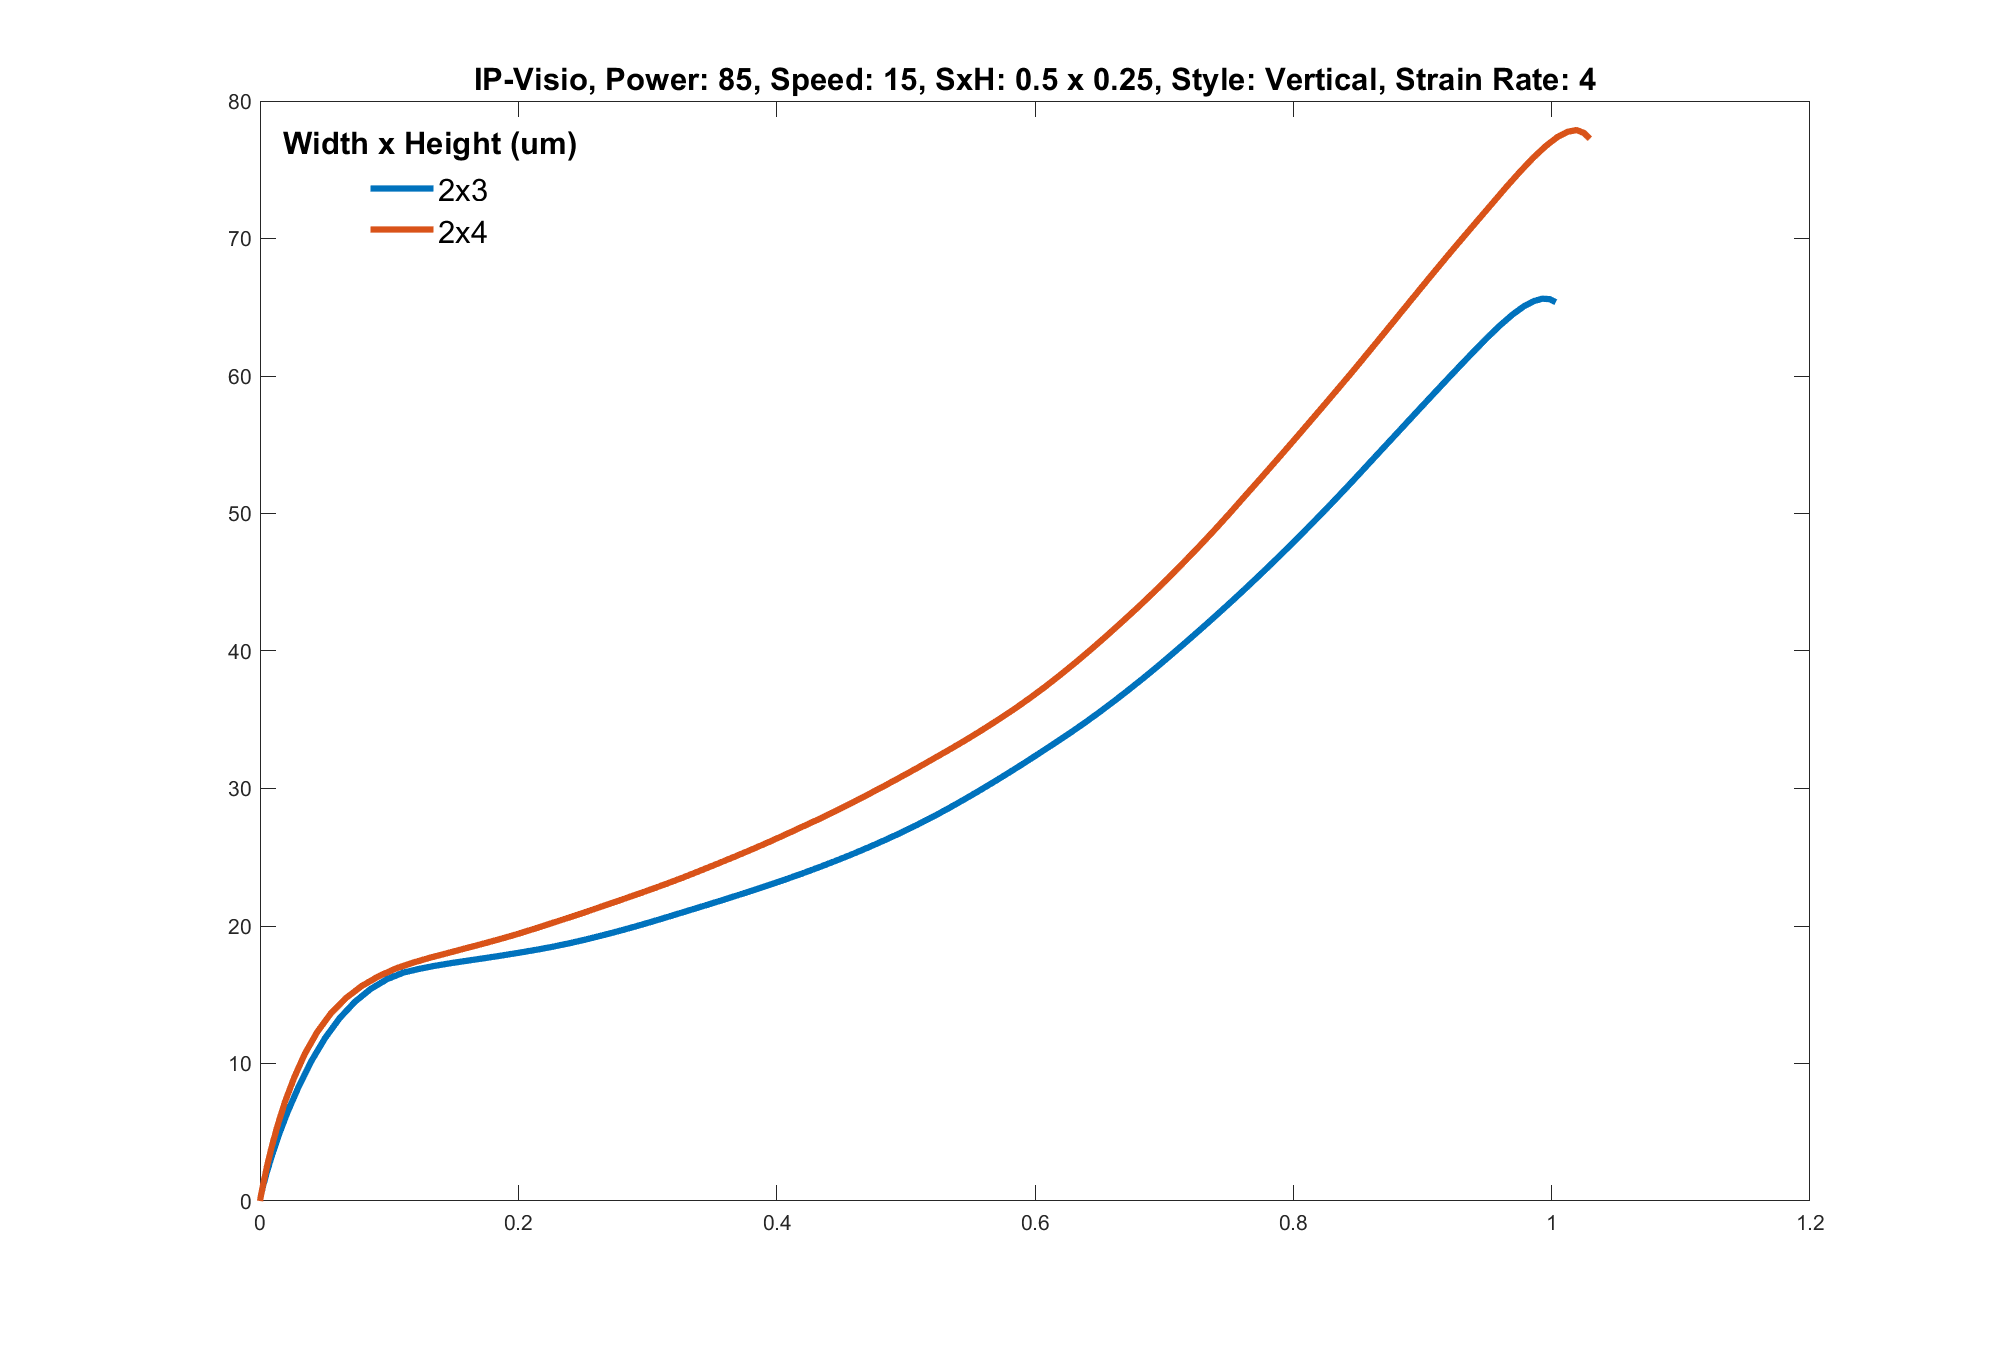 IP-Visio, Power: 85, Speed: 15, SxH: 0.5 x 0.25, Style: Vertical, Strain Rate: 4
80
Width x Height (um)
2x3
2x4
70
60
50
40
30
20
10
0
0 0.2 0.4 0.6 0.8 1 1.2